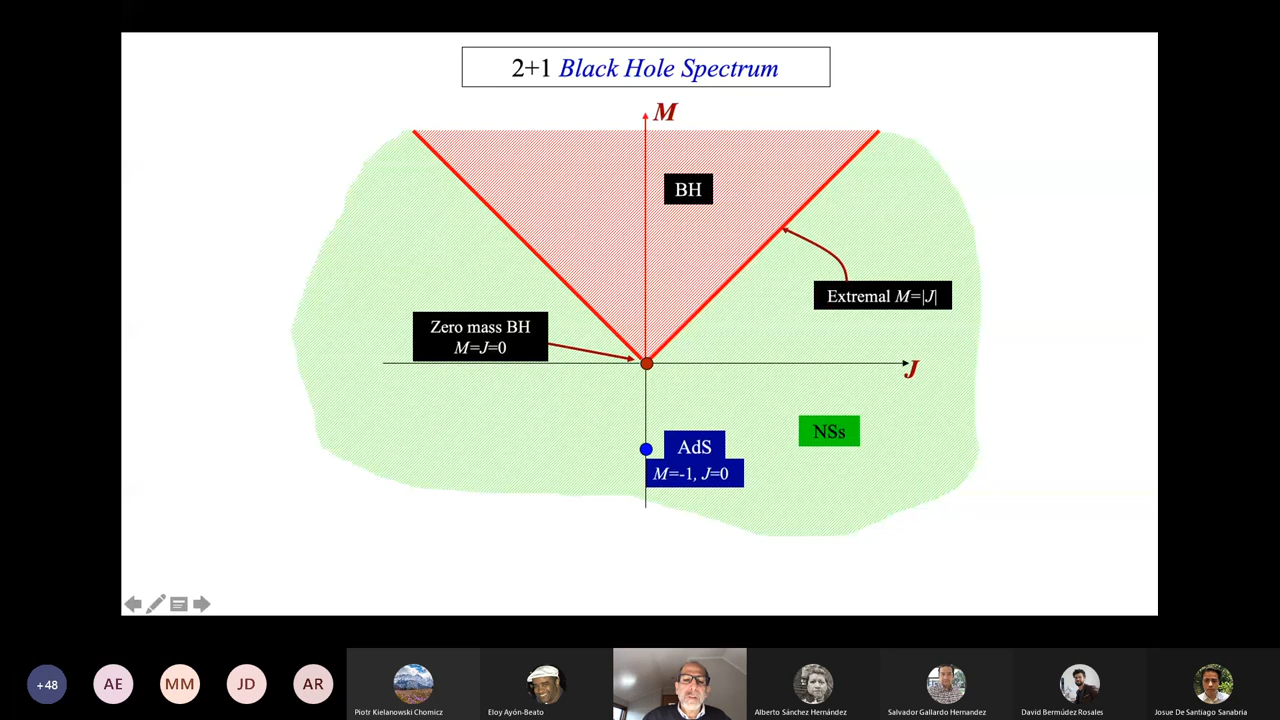 2+1 Black Hole Spectrum
M
BH
Extremal M=|J|
Zero mass BH
M=J=0
J
NSs
AdS
M=-1, J=0
+48
AE
MM
JD
AR
Piotr Kielanowski Chomicz
Eloy Ayón-Beato
Alberto Sánchez Hernández
Salvador Gallardo Hernandez
David Bermúdez Rosales
Josue De Santiago Sanabria